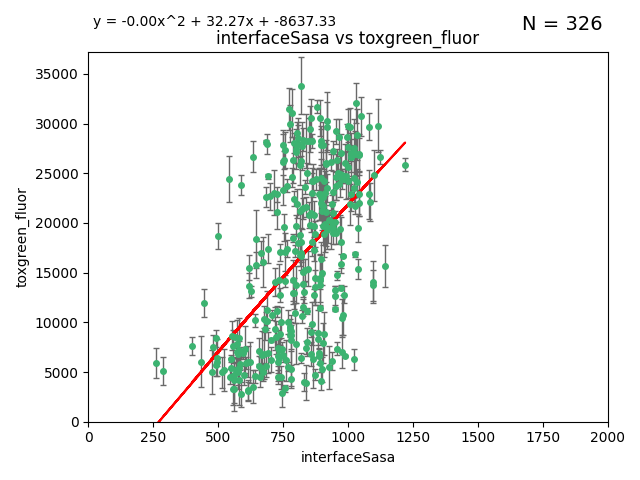 y = -0.00x^2 + 32.27x + -8637.33
N = 326
interfaceSasa vs toxgreen_fluor
35000
30000
25000
20000
15000
10000
5000
0
toxgreen_fluor
0 250 500 750 1000 1250 1500 1750 2000
interfaceSasa